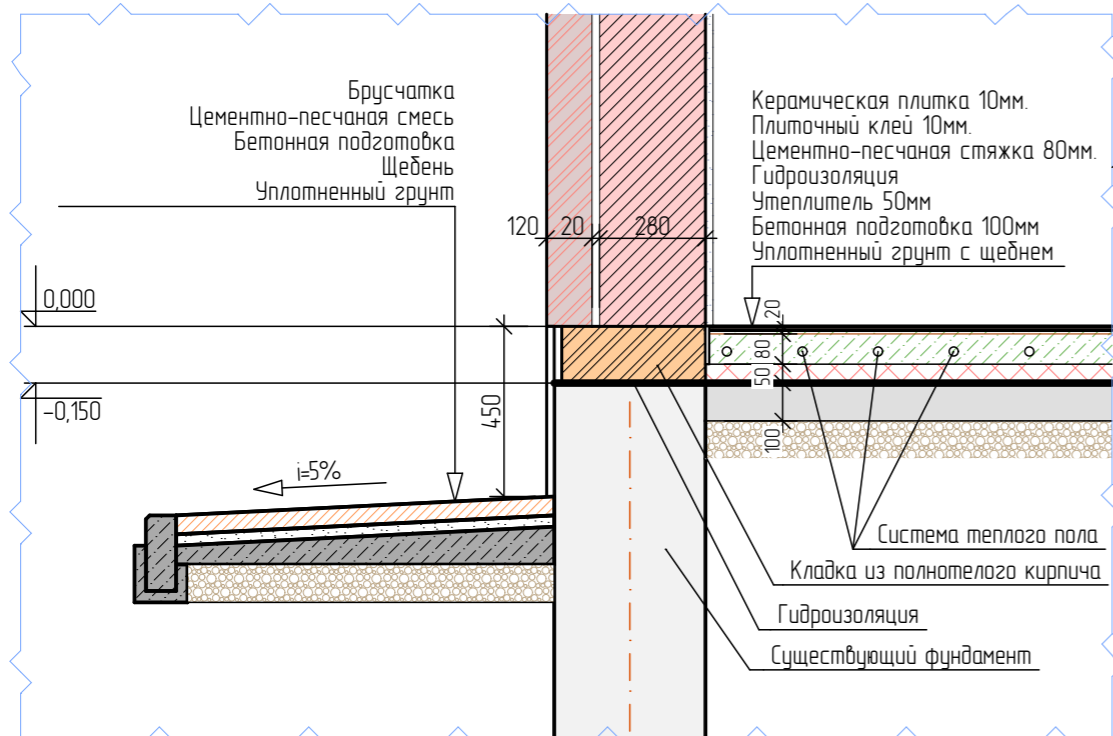 Брусчатка
Цементно-песчаная смесь
Бетонная подготовка
Щебень
Уплотненный грунт
Керамическая плитка 10мм.
Плиточный клей 10мм.
Цементно-песчаная стяжка 80мм.
Гидроизоляция
Утеплитель 50мм
Бетонная подготовка 100мм
Уплотненный грунт с щебнем
120
20
280
0,000
-0,150
450
20
80
50
100
i=5%
Система теплого пола
Кладка из полнотелого кирпича
Гидроизоляция
Существующий фундамент